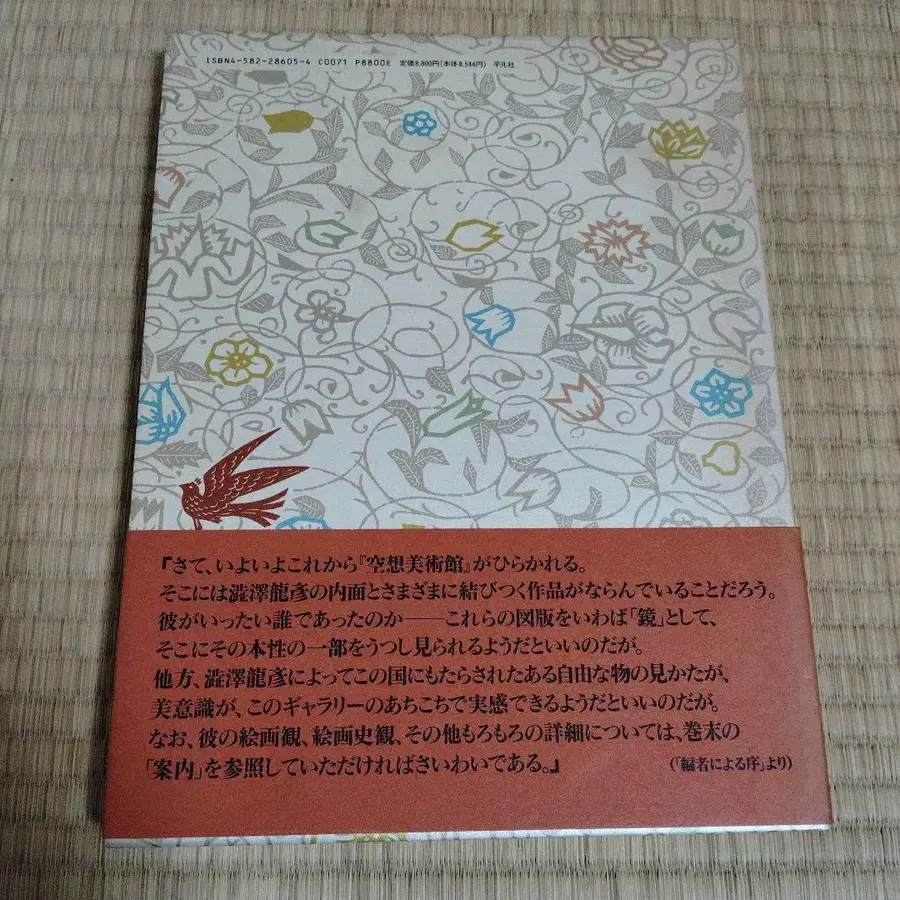 ISBN4-582-28605-4 C0071 P8800E 定価8,800円(本体8,544円) 平凡社
『さて、いよいよこれから『空想美術館』がひらかれる。
そこには澁澤龍彥の内面とさまざまに結びつく作品がならんでいることだろう。
彼がいったい誰であったのか――これらの図版をいわば「鏡」として、
そこにその本性の一部をうつし見られるようだといいのだが。
他方、澁澤龍彥によってこの国にもたらされたある自由な物の見かたが、
美意識が、このギャラリーのあちこちで実感できるようだといいのだが。
なお、彼の絵画観、絵画史観、その他もろもろの詳細については、巻末の
「案内」を参照していただければさいわいである。』
(「編者による序」より)